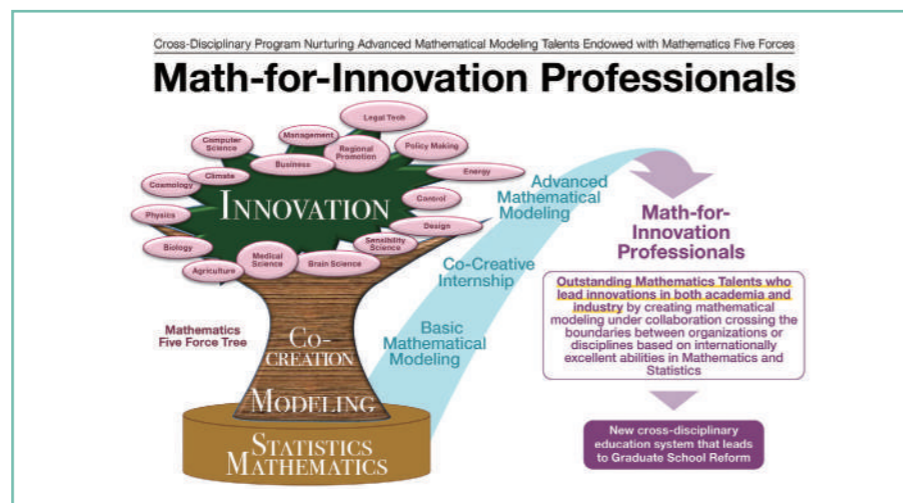 Cross-Disciplinary Program Nurturing Advanced Mathematical Modeling Talents Endowed with Mathematics Five Forces
Math-for-Innovation Professionals
Legal Tech
Management
Computer
Science
Regional
Promotion
Policy Making
Business
Climate
Energy
Cosmology
Control
INNOVATION
Physics
Design
Biology
Sensibility
Science
Medical
Science
Brain Science
Agriculture
Mathematics
Five Force Tree
CO-
CREATION
MODELING
STATISTICS
MATHEMATICS
Advanced
Mathematical
Modeling
Co-Creative
Internship
Basic
Mathematical
Modeling
Math-for-
Innovation
Professionals
Outstanding Mathematics Talents who
lead innovations in both academia and
industry by creating mathematical
modeling under collaboration crossing the
boundaries between organizations or
disciplines based on internationally
excellent abilities in Mathematics and
Statistics
New cross-disciplinary
education system that leads
to Graduate School Reform